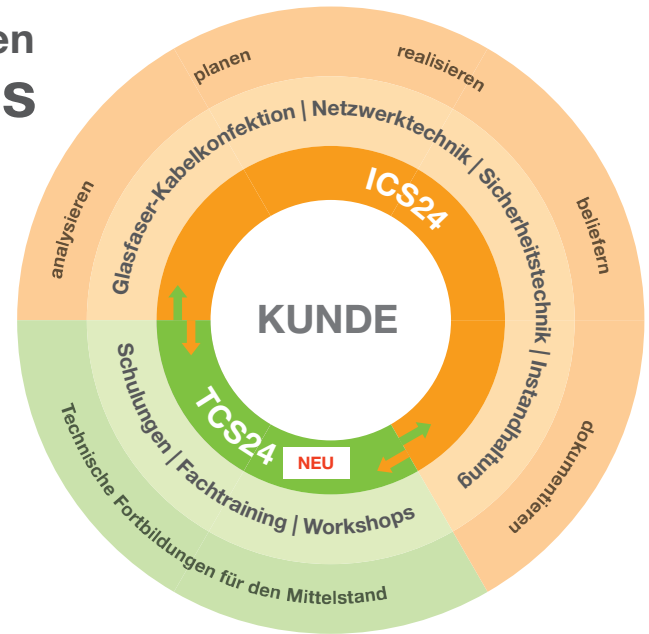 en
s
analysieren
planen
realisieren
beliefern
dokumentieren
Glasfaser-Kabelkonfektion | Netzwerktechnik | Sicherheitstechnik | Instandhaltung
ICS24
KUNDE
TCS24
NEU
Schulungen | Fachtraining | Workshops
Technische Fortbildungen für den Mittelstand